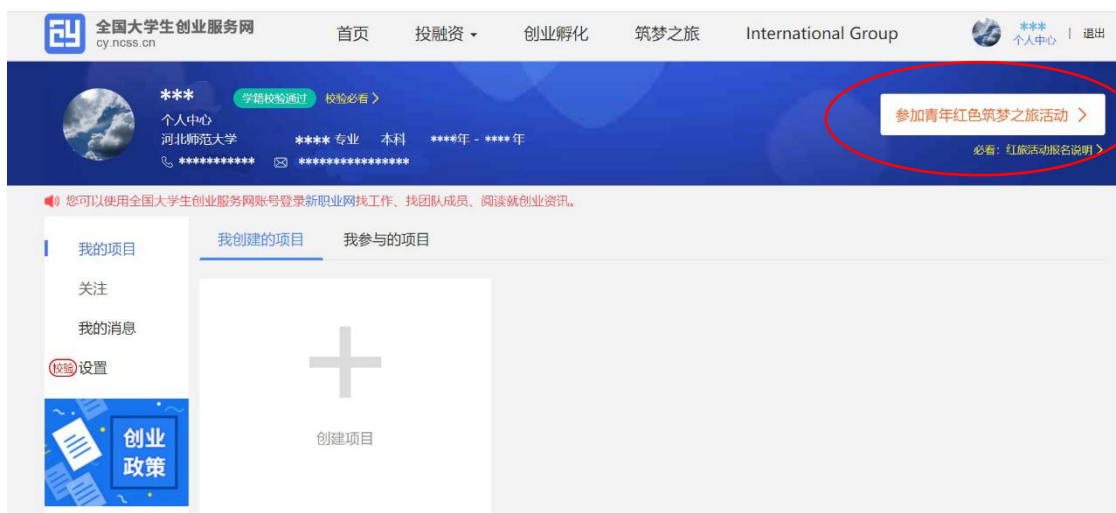 全国大学生创业服务网
cy.ncss.cn
首页 投融资 创业孵化 筑梦之旅 International Group
***
个人中心 | 退出
*** 学籍校验通过 校验必看 >
个人中心
河北师范大学 **** 专业 本科 ****年 - **** 年
*********** ****************
参加青年红色筑梦之旅活动 >
必看：红旅活动报名说明 >
您可以使用全国大学生创业服务网账号登录新职业网找工作、找团队成员、阅读就创业资讯。
我的项目
关注
我的消息
校验 设置
创业
政策
我创建的项目 我参与的项目
创建项目